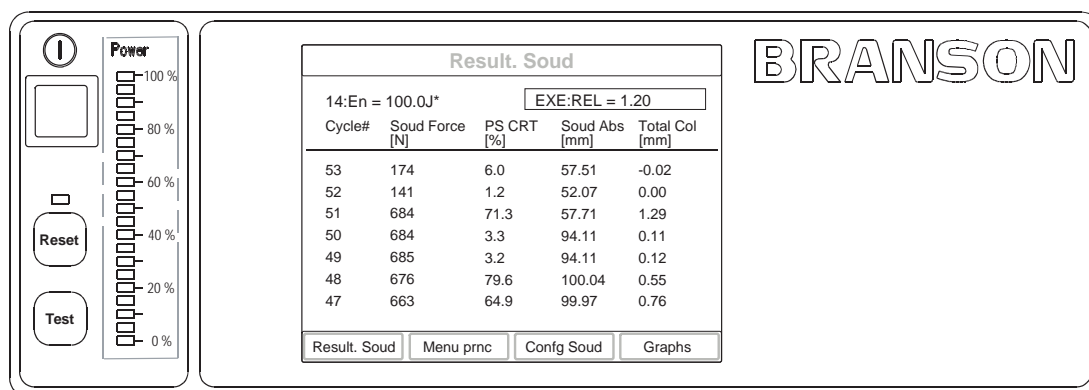 Power
100 %
80 %
60 %
40 %
20 %
0 %
Reset
Test
Result. Soud
14:En = 100.0J* EXE:REL = 1.20
Cycle# Soud Force [N] PS CRT [%] Soud Abs [mm] Total Col [mm]
53 174 6.0 57.51 -0.02
52 141 1.2 52.07 0.00
51 684 71.3 57.71 1.29
50 684 3.3 94.11 0.11
49 685 3.2 94.11 0.12
48 676 79.6 100.04 0.55
47 663 64.9 99.97 0.76
Result. Soud Menu prnc Confg Soud Graphs
BRANSON